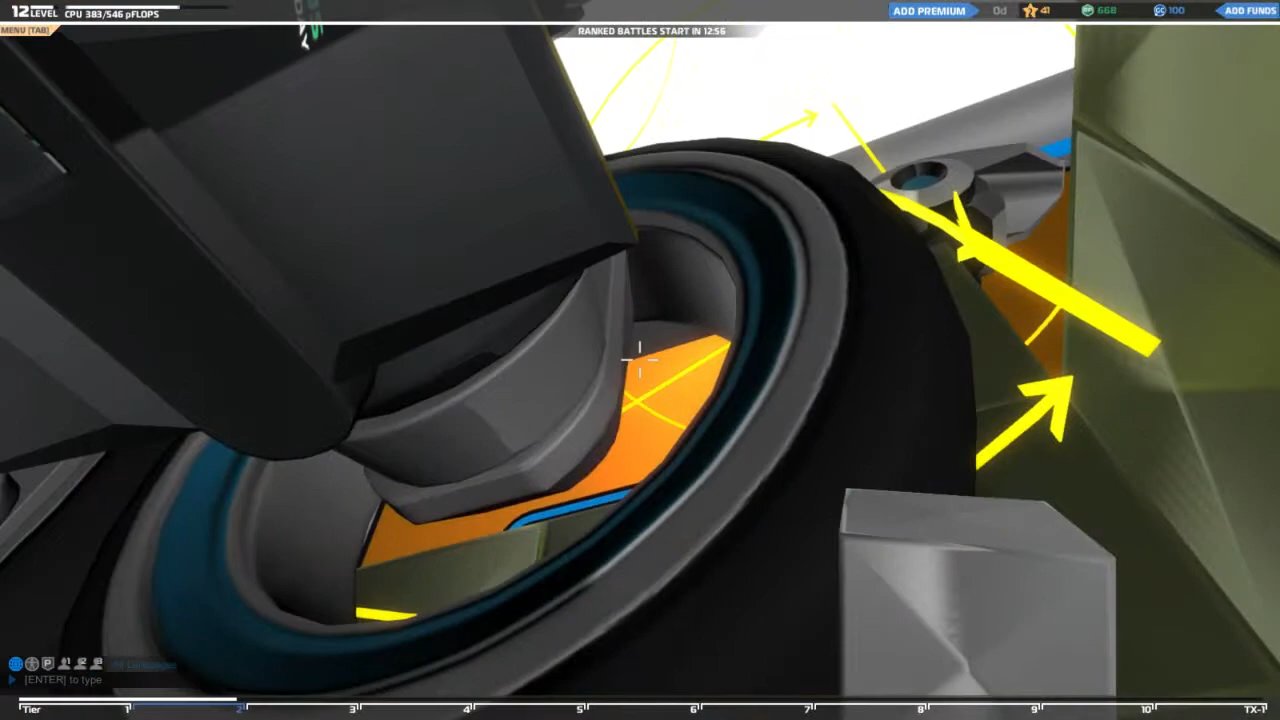 12 LEVEL CPU 383/546 pFLOPS
ADD PREMIUM 0d 41 668 100 ADD FUNDS
MENU [TAB]
RANKED BATTLES START IN 12:56
All Languages
[ENTER] to type
Tier 1 2 3 4 5 6 7 8 9 10 TX-1